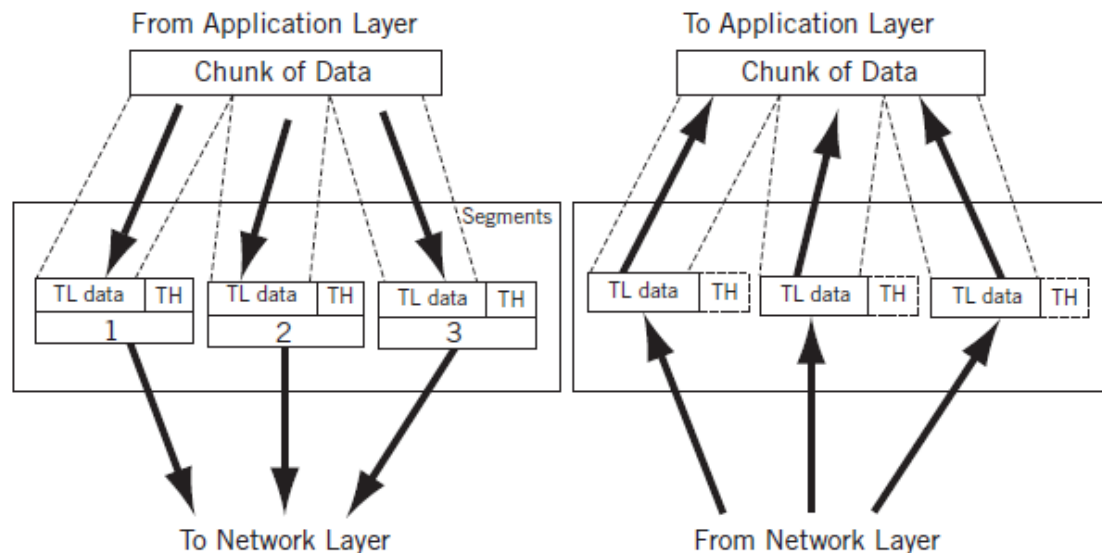 From Application Layer
Chunk of Data
Segments
TL data TH
1
TL data TH
2
TL data TH
3
To Network Layer
To Application Layer
Chunk of Data
TL data TH
TL data TH
TL data TH
From Network Layer